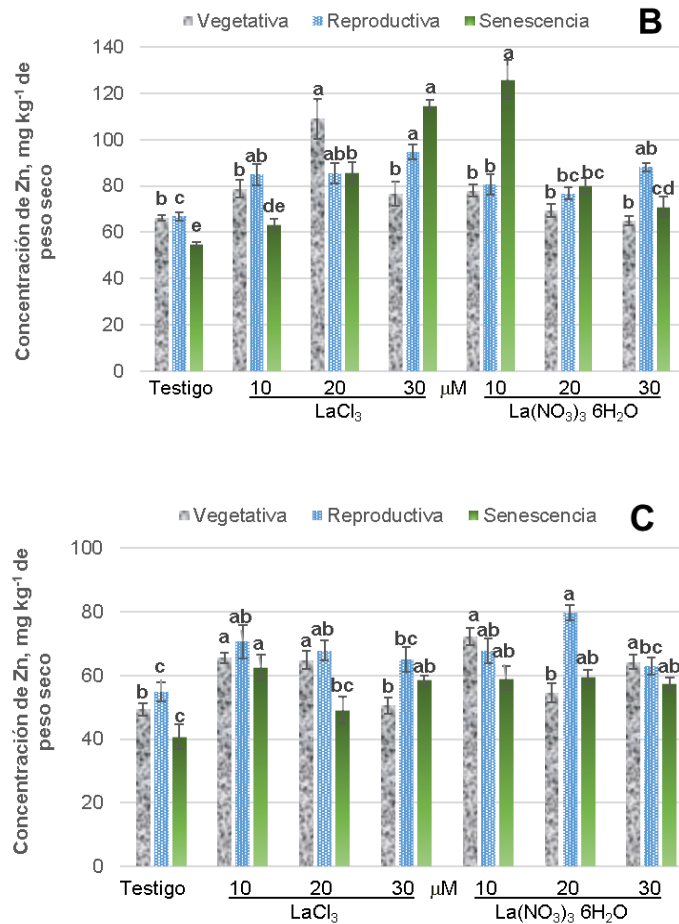 Vegetativa Reproductiva Senescencia B
140
120
100
80
60
40
20
0
Concentración de Zn, mg kg⁻¹ de
peso seco
b c e
b ab de
a ab b
b a a
b b a
b bc bc
b ab cd
Testigo 10 20 30 μM 10 20 30
LaCl₃ La(NO₃)₃ 6H₂O
Vegetativa Reproductiva Senescencia C
100
80
60
40
20
0
Concentración de Zn, mg kg⁻¹ de
peso seco
b c c
a ab a
a ab bc
b bc ab
a ab ab
b a ab
a bc ab
Testigo 10 20 30 μM 10 20 30
LaCl₃ La(NO₃)₃ 6H₂O